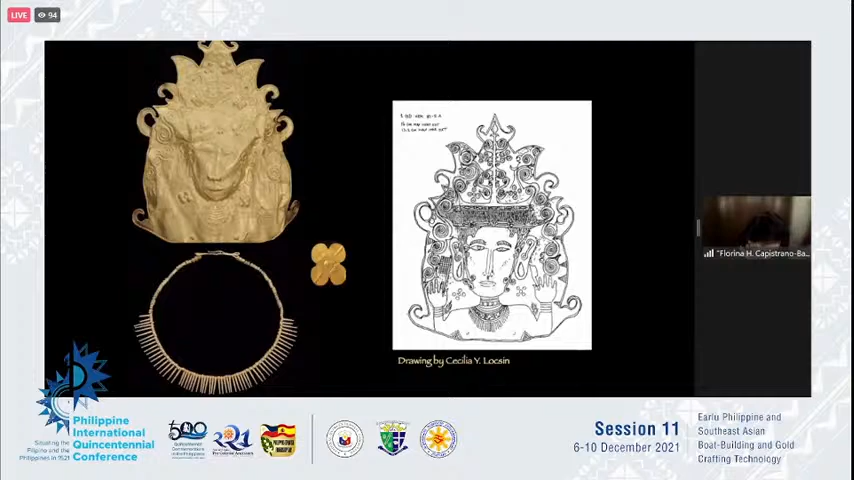 LIVE
94
Drawing by Cecilia Y. Locsin
"Florina H. Capistrano-Ba...
Philippine
International
Quincentennial
Conference
Situating the
Filipino and the
Philippines in 1521
500
2021
Session 11
6-10 December 2021
Early Philippine and
Southeast Asian
Boat-Building and Gold
Crafting Technology